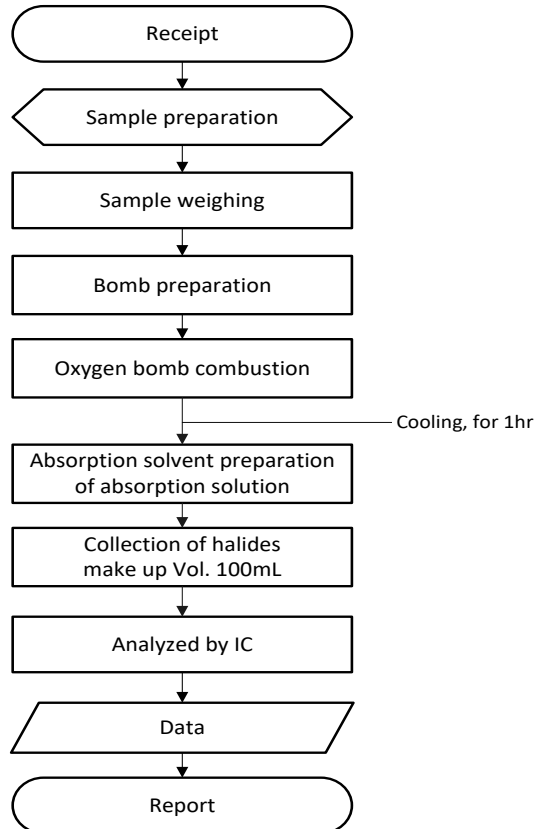 Receipt
Sample preparation
Sample weighing
Bomb preparation
Oxygen bomb combustion
Cooling, for 1hr
Absorption solvent preparation
of absorption solution
Collection of halides
make up Vol. 100mL
Analyzed by IC
Data
Report